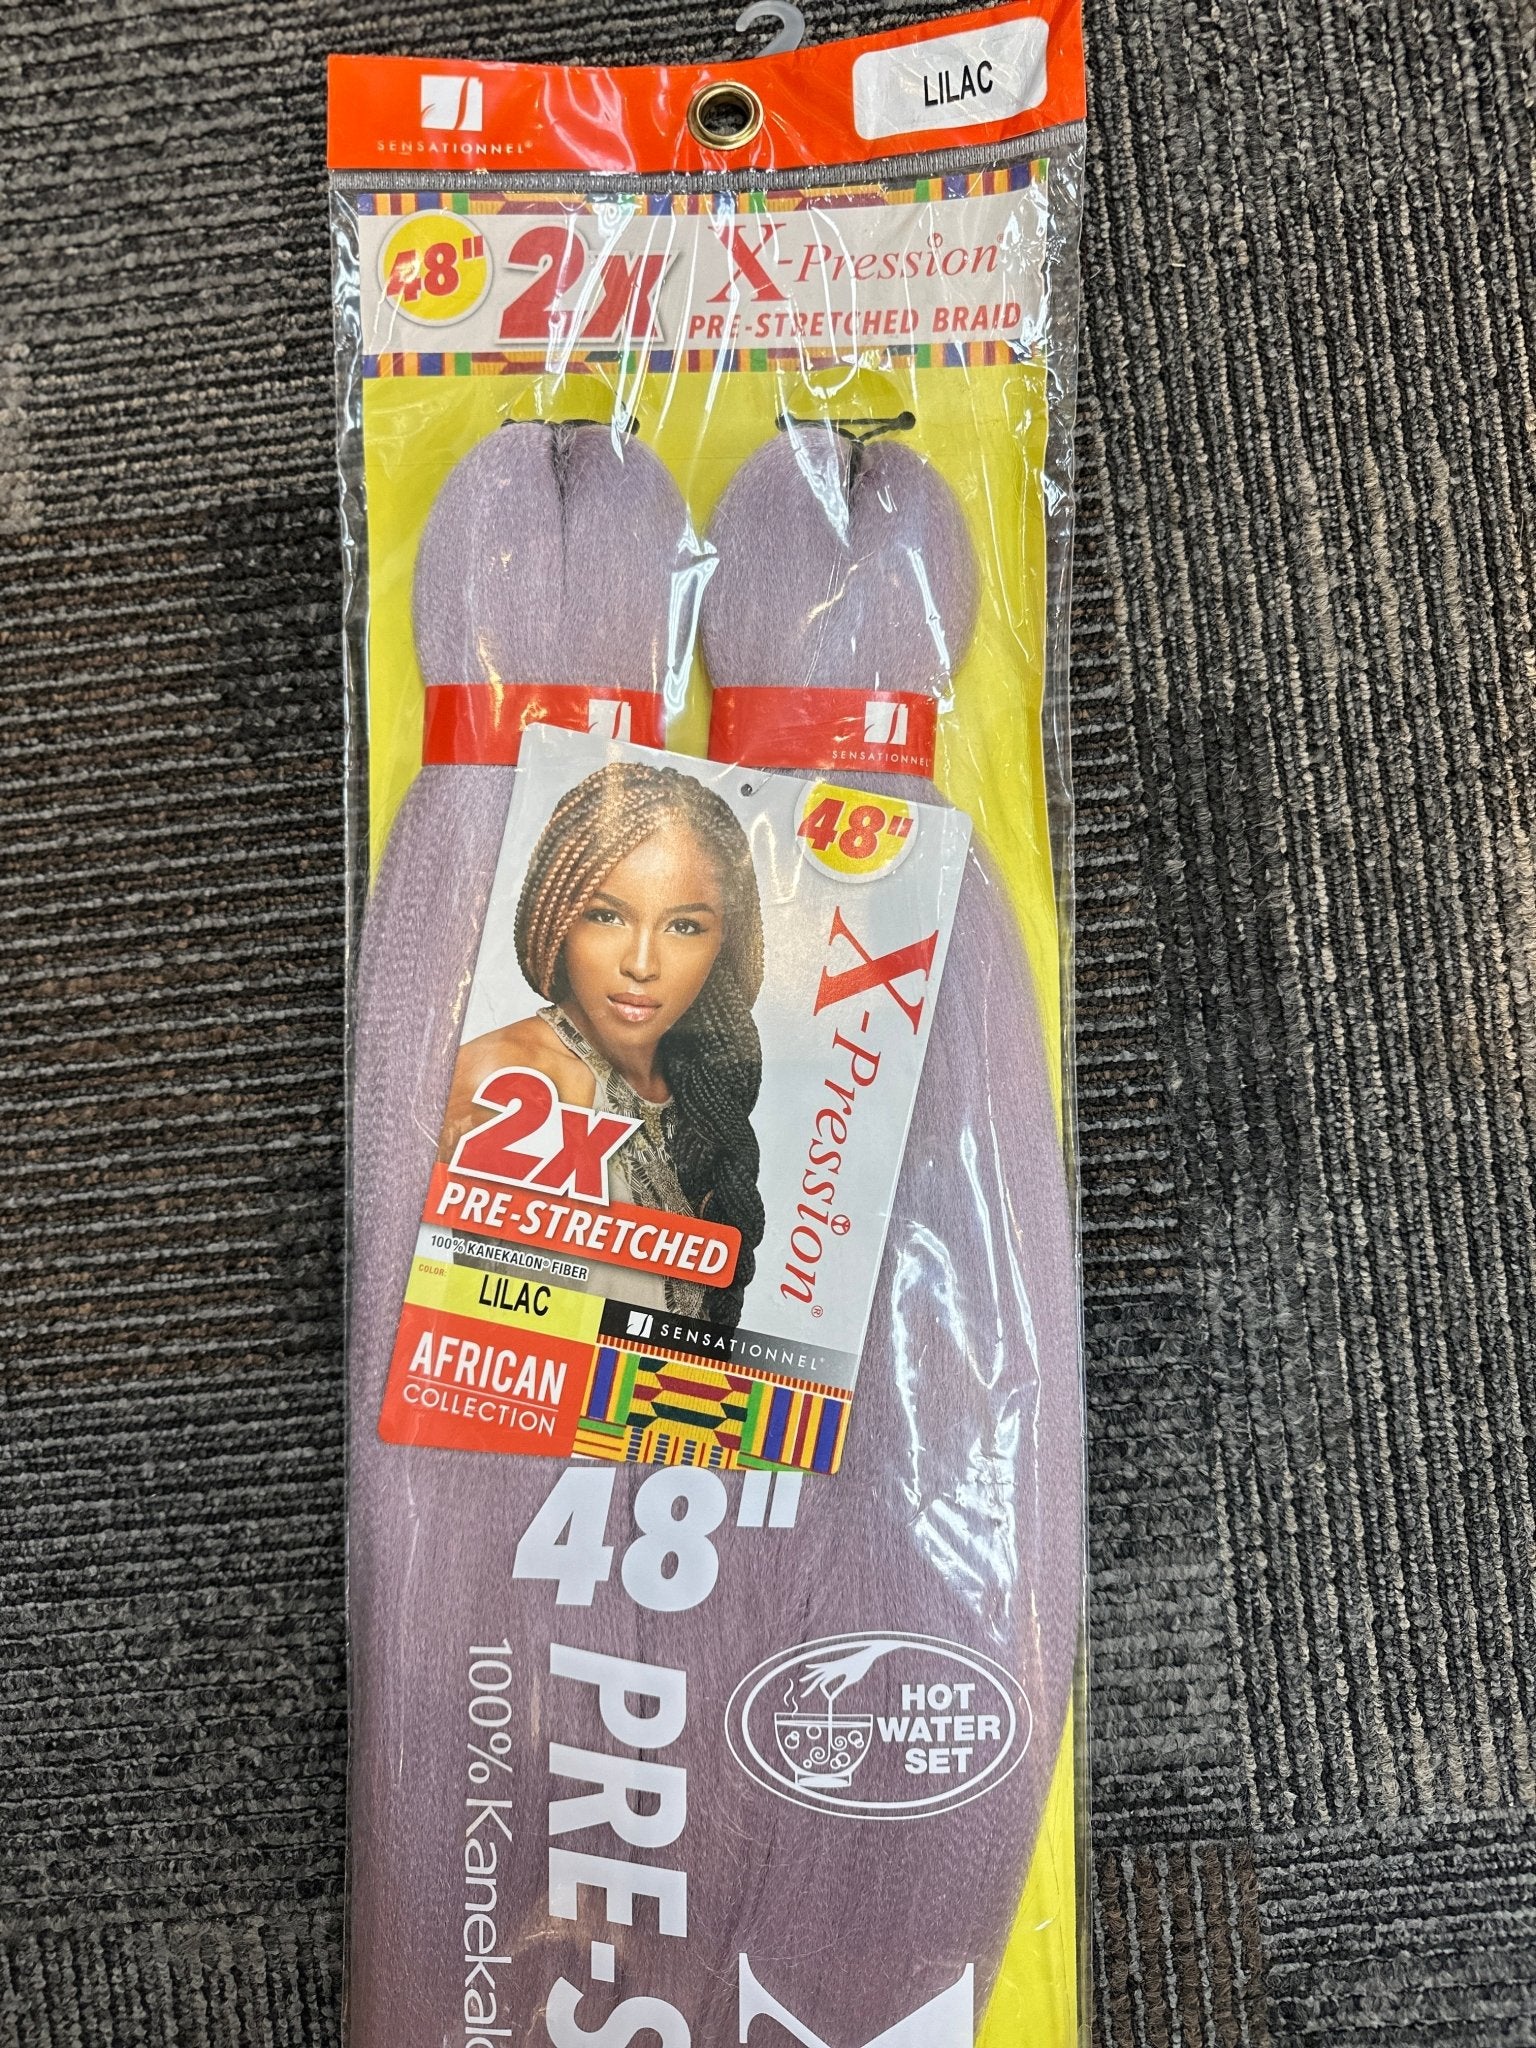 SENSATIONNEL®
LILAC
48" 2X X-Pression®
PRE-STRETCHED BRAID
SENSATIONNEL
48"
X-Pression®
2X
PRE-STRETCHED
100% KANEKALON® FIBER
COLOR:
LILAC
SENSATIONNEL®
AFRICAN
COLLECTION
48" PRE-S
100% Kanekalo
HOT
WATER
SET
X